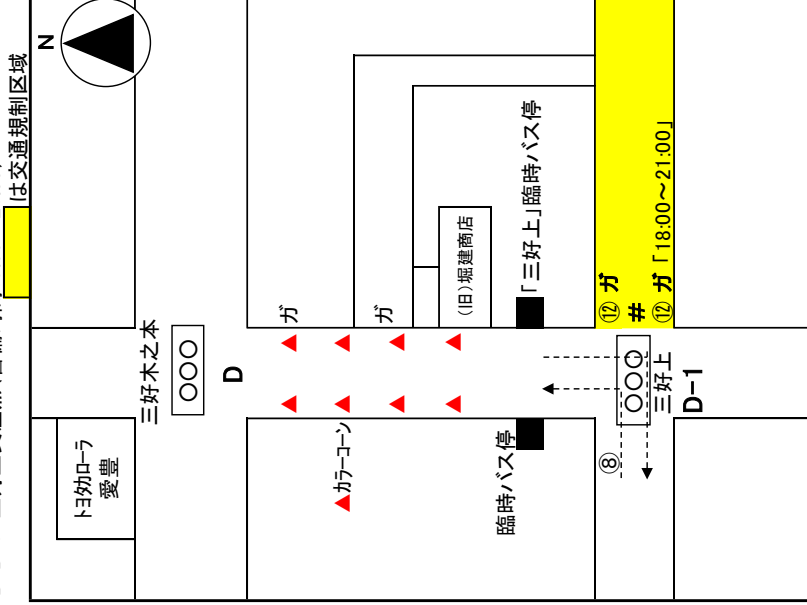 は交通規制区域
N
トヨタカローラ
愛豊
三好木之本
D
ガ
ガ
カラーコーン
(旧)堀建商店
「三好上」臨時バス停
臨時バス停
⑫ ガ
#
⑫ ガ 「18:00～21:00」
三好上
D-1
⑧